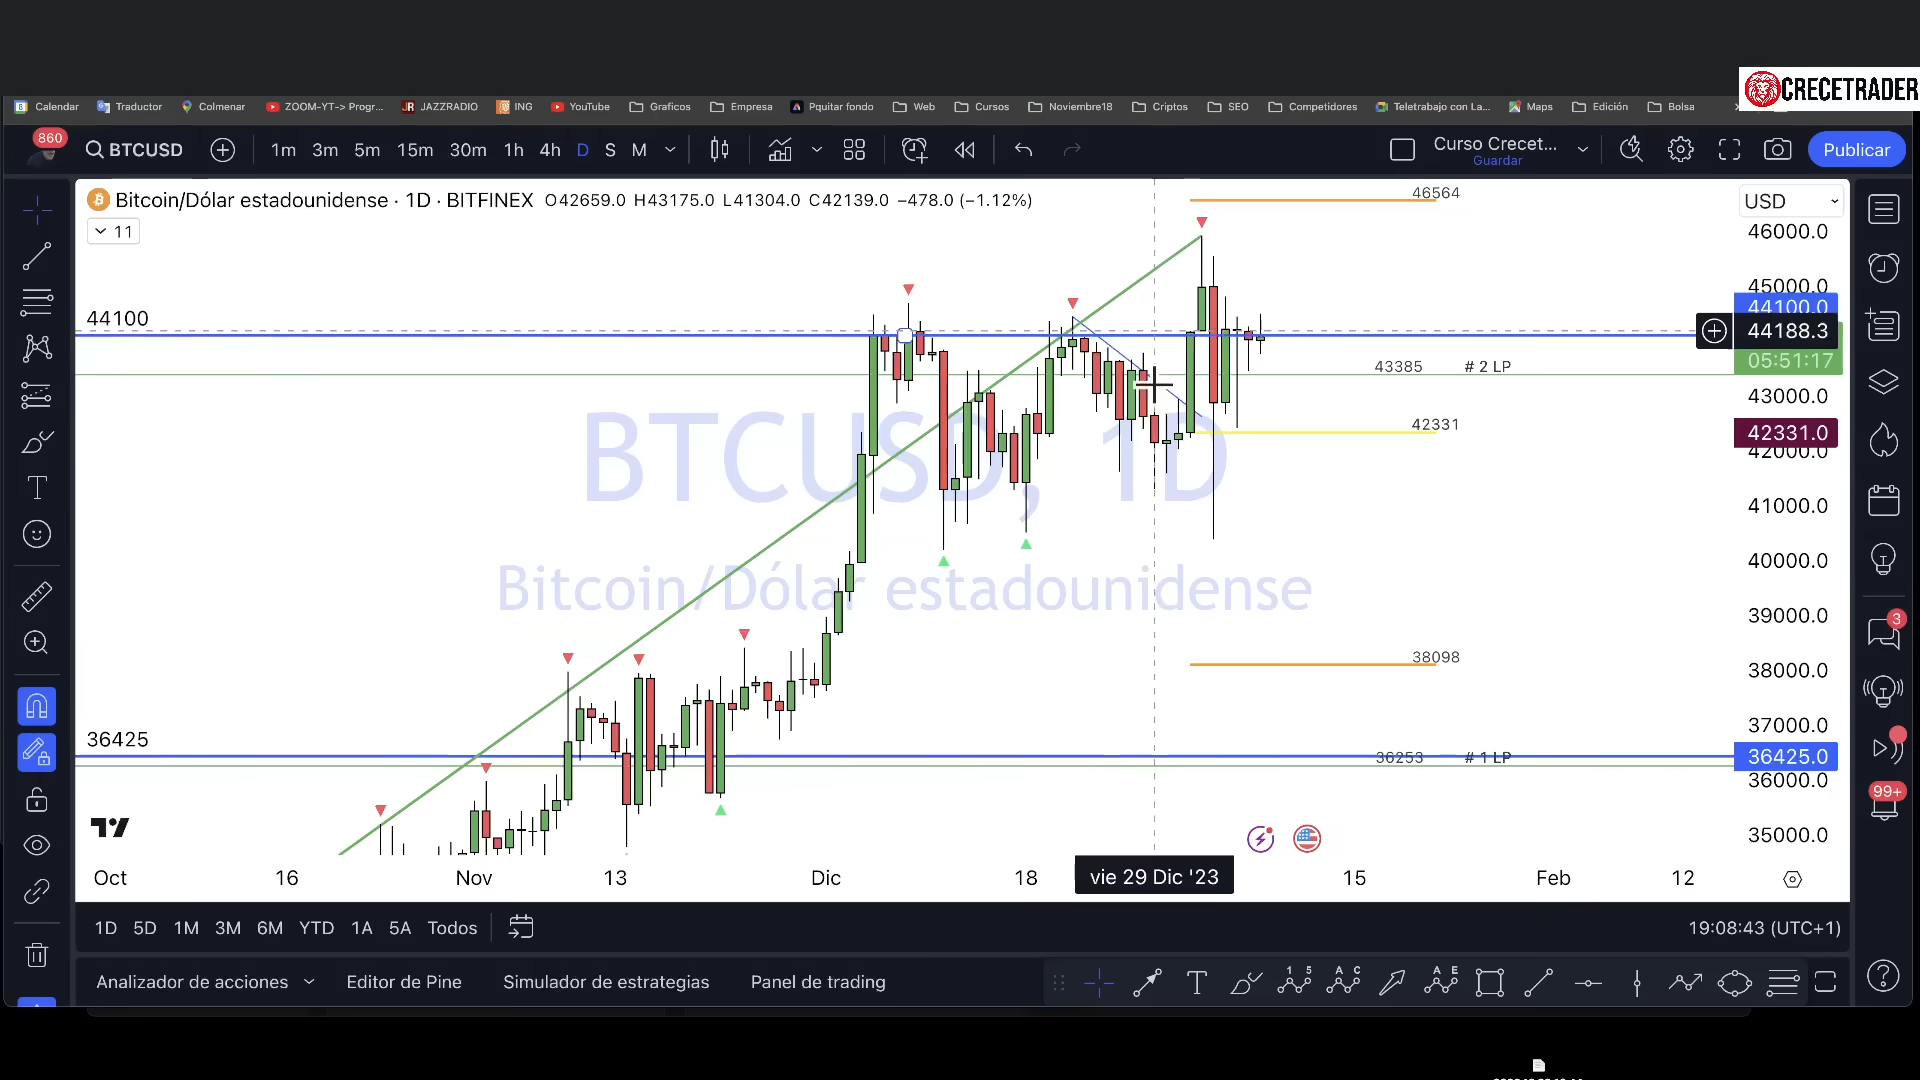 CRECETRADER
Calendar Traductor Colmenar ZOOM-YT-> Progr... JAZZRADIO ING YouTube Graficos Empresa Pquitar fondo Web Cursos Noviembre18 Criptos SEO Competidores Teletrabajo con La... Maps Edición Bolsa
860
BTCUSD 1m 3m 5m 15m 30m 1h 4h D S M Curso Crecet... Publicar
Guardar
Bitcoin/Dólar estadounidense · 1D · BITFINEX O42659.0 H43175.0 L41304.0 C42139.0 −478.0 (−1.12%)
11
USD
46564
46000.0
45000.0
44100.0
44100
44188.3
05:51:17
43385 # 2 LP
43000.0
42331
42331.0
42000.0
BTCUSD, 1D
41000.0
40000.0
Bitcoin/Dólar estadounidense
39000.0
38098
38000.0
37000.0
36425
36425.0
36253 # 1 LP
36000.0
35000.0
3
99+
Oct 16 Nov 13 Dic 18 vie 29 Dic '23 15 Feb 12
1D 5D 1M 3M 6M YTD 1A 5A Todos 19:08:43 (UTC+1)
Analizador de acciones Editor de Pine Simulador de estrategias Panel de trading